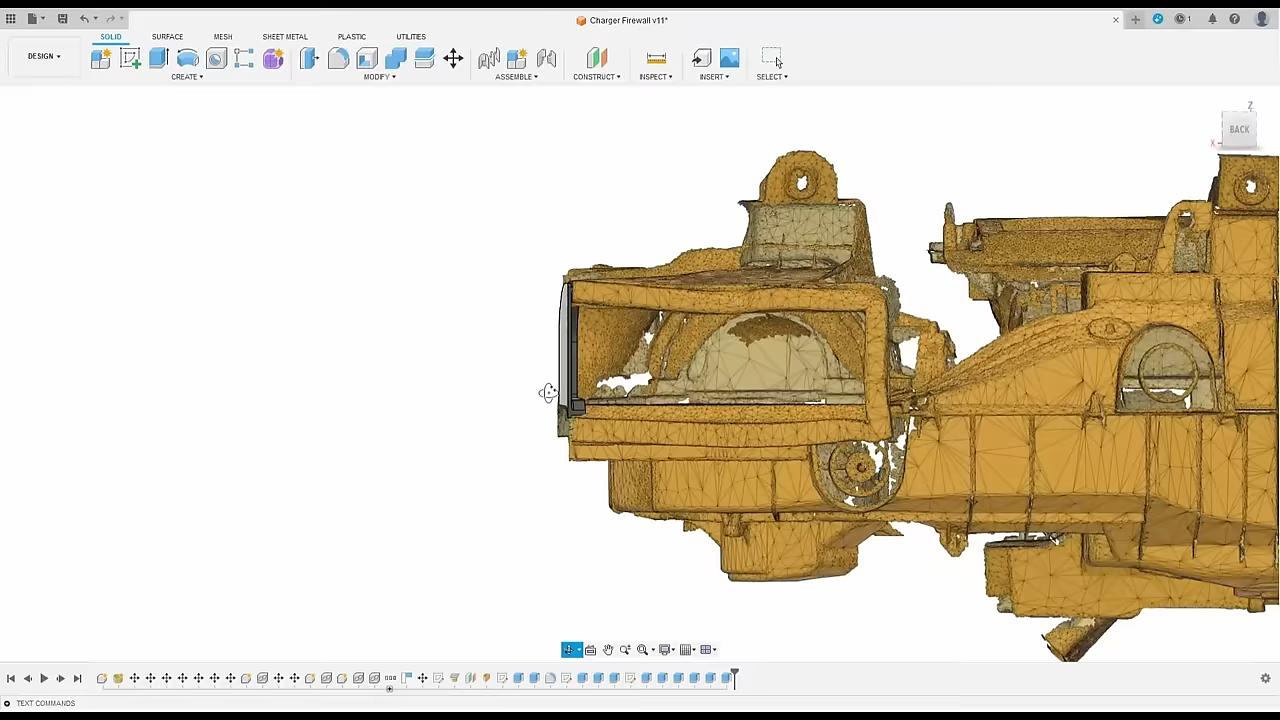 Charger Firewall v11*
1
SOLID SURFACE MESH SHEET METAL PLASTIC UTILITIES
DESIGN
CREATE MODIFY ASSEMBLE CONSTRUCT INSPECT INSERT SELECT
Z
BACK
X
TEXT COMMANDS